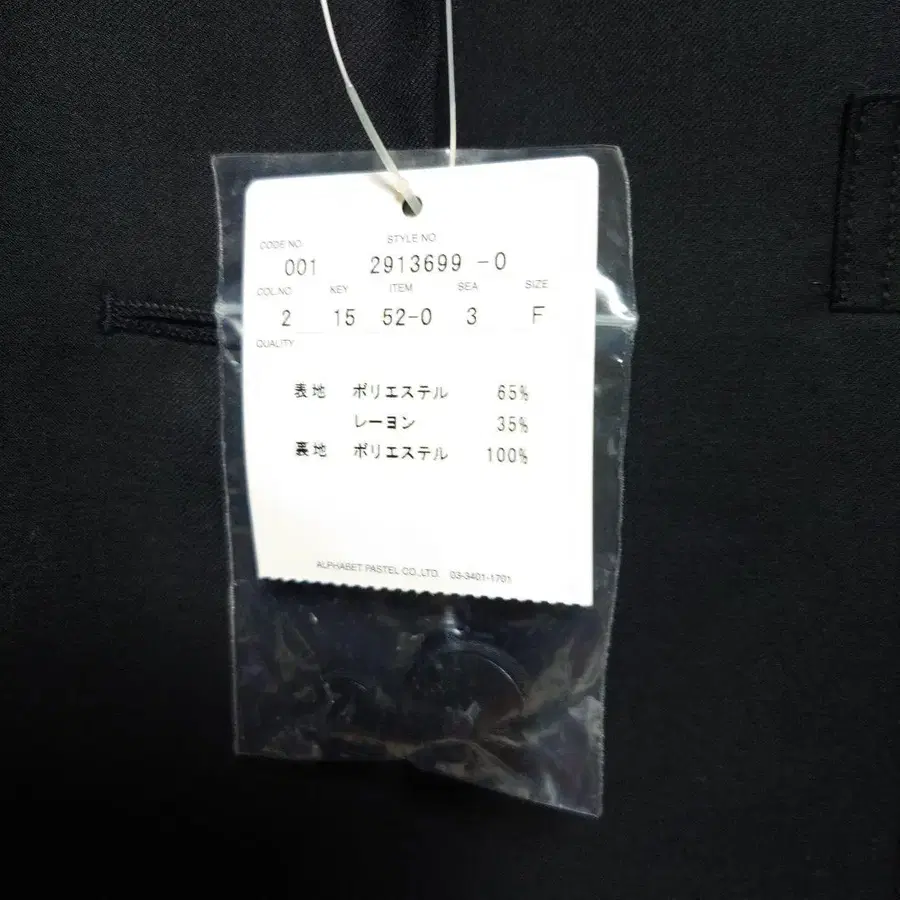 CODE NO. STYLE NO
001 2913699 -0
COL.NO KEY ITEM SEA SIZE
2 15 52-0 3 F
QUALITY
表地 ポリエステル 65%
レーヨン 35%
裏地 ポリエステル 100%
ALPHABET PASTEL CO.,LTD. 03-3401-1701